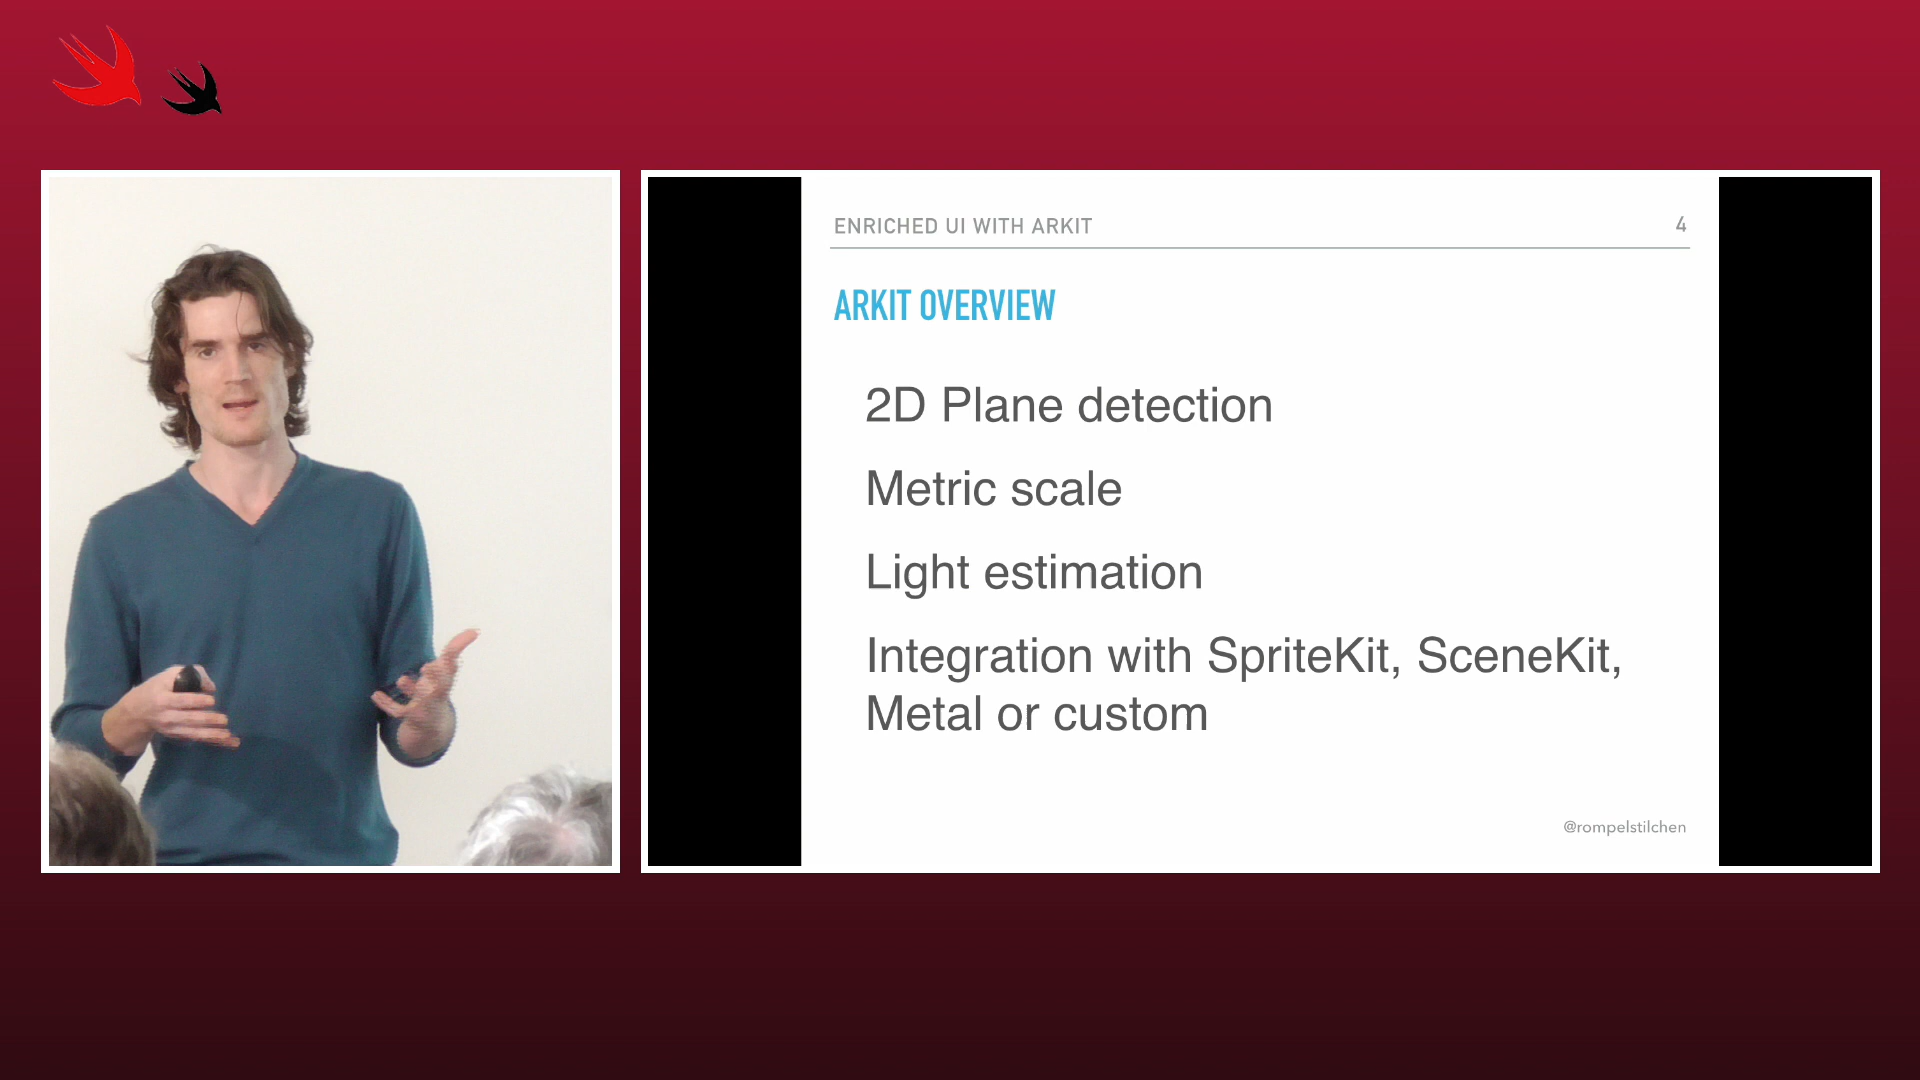 ENRICHED UI WITH ARKIT 4
ARKIT OVERVIEW
2D Plane detection
Metric scale
Light estimation
Integration with SpriteKit, SceneKit,
Metal or custom
@rompelstilchen